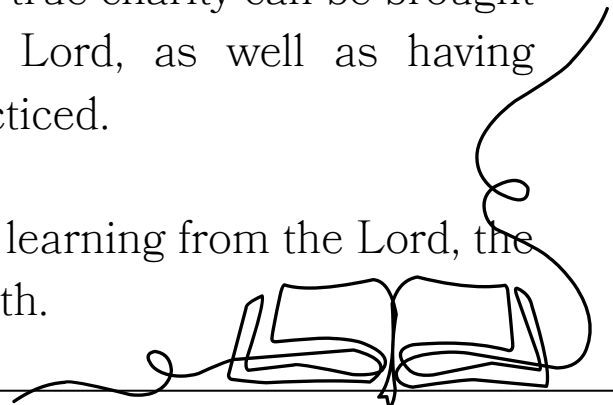 true charity can be brought
Lord, as well as having
cticed.
learning from the Lord, the
th.